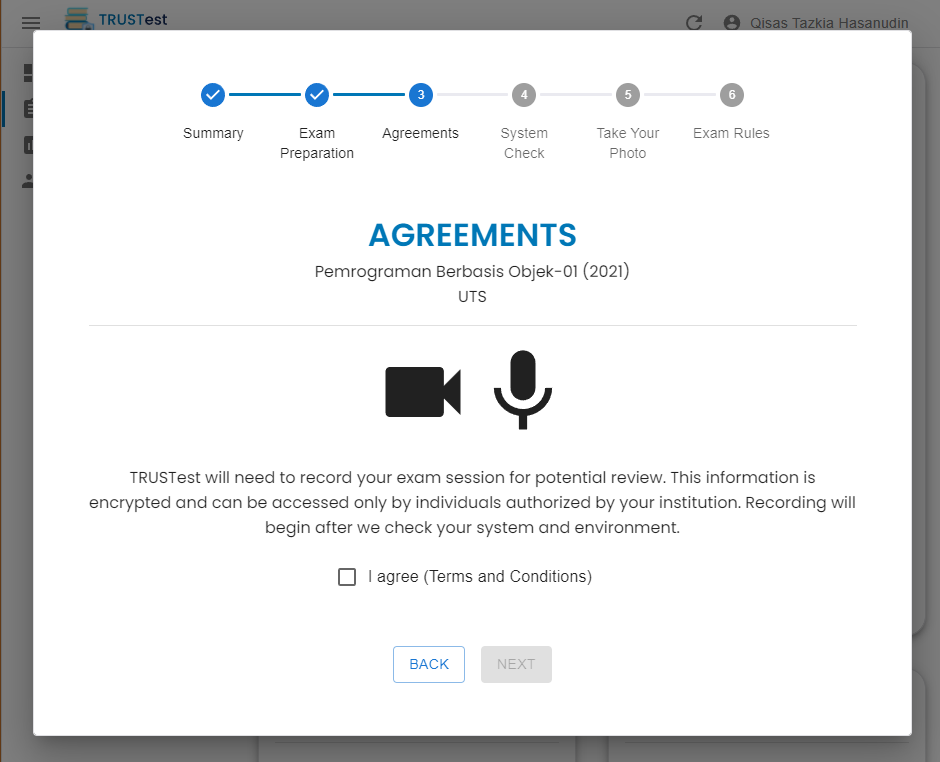 TRUSTest
Qisas Tazkia Hasanudin
3
4
5
6
Summary
Exam
Preparation
Agreements
System
Check
Take Your
Photo
Exam Rules
AGREEMENTS
Pemrograman Berbasis Objek-01 (2021)
UTS
TRUSTest will need to record your exam session for potential review. This information is
encrypted and can be accessed only by individuals authorized by your institution. Recording will
begin after we check your system and environment.
I agree (Terms and Conditions)
BACK
NEXT